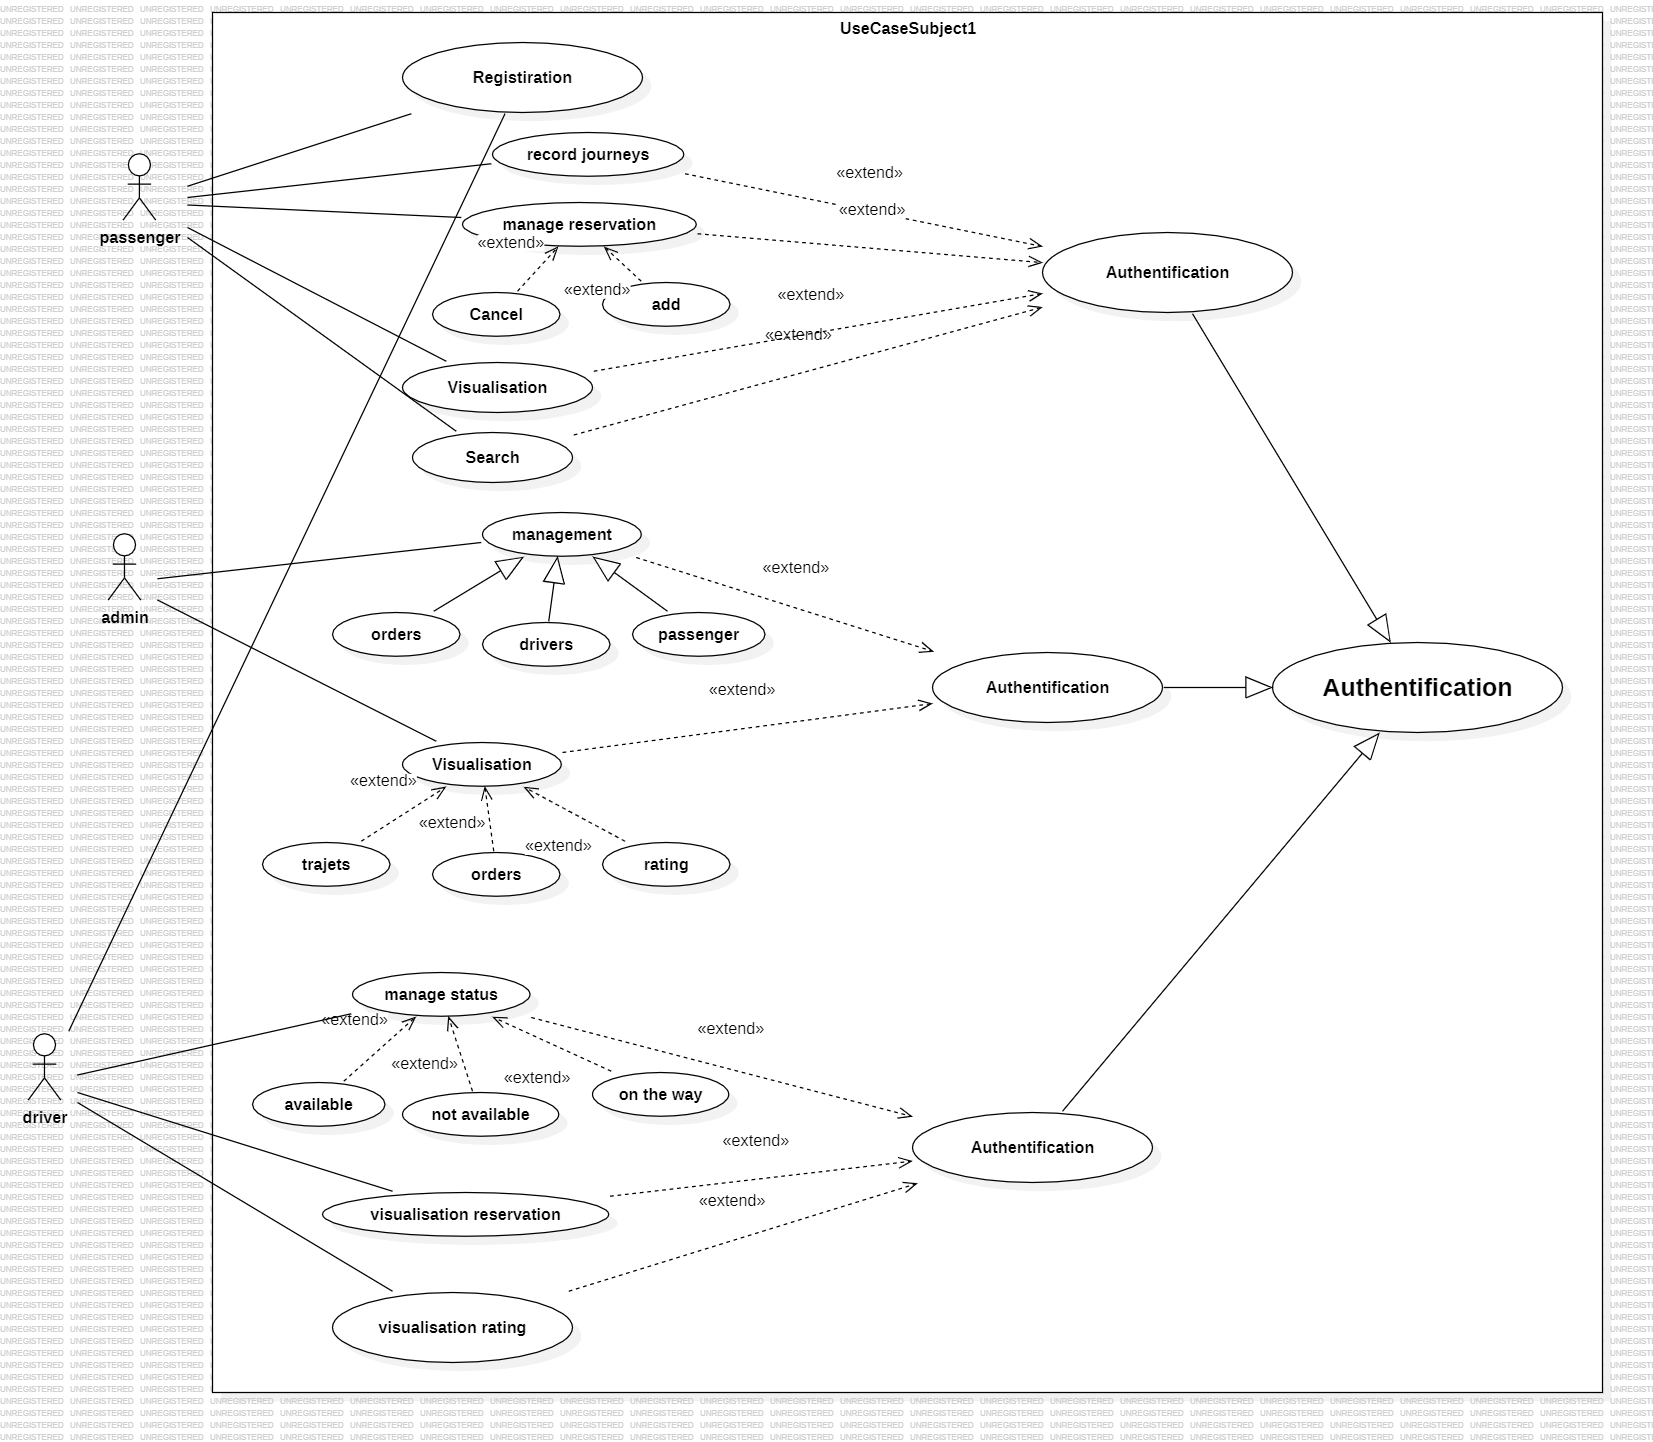 UseCaseSubject1
Registiration
record journeys
«extend»
manage reservation
«extend»
passenger
«extend»
Authentification
«extend»
add
«extend»
Cancel
«extend»
Visualisation
Search
management
«extend»
admin
orders
drivers
passenger
Authentification
Authentification
«extend»
Visualisation
«extend»
«extend»
«extend»
trajets
orders
rating
manage status
«extend»
«extend»
«extend»
«extend»
available
not available
on the way
driver
«extend»
Authentification
«extend»
visualisation reservation
visualisation rating
UNREGISTERED